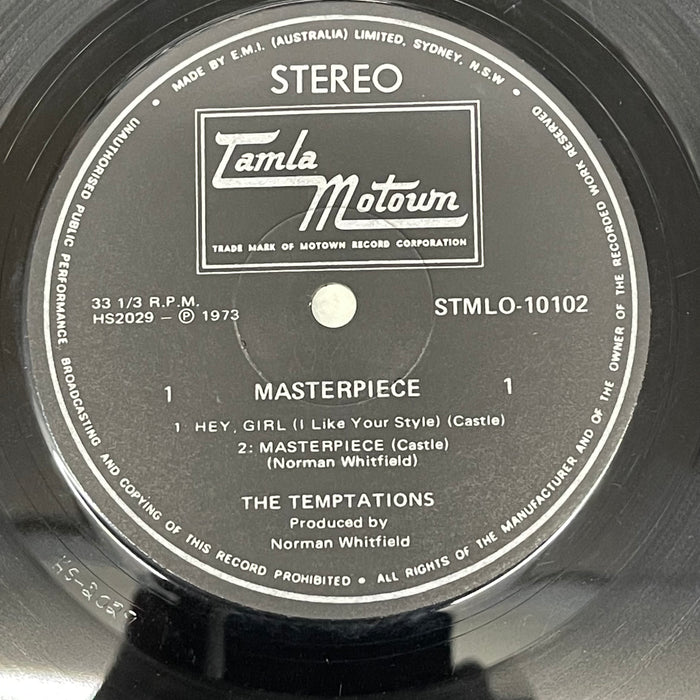 MADE BY E.M.I. (AUSTRALIA) LIMITED, SYDNEY, N.S.W •
STEREO
Tamla
Motown
TRADE MARK OF MOTOWN RECORD CORPORATION
33 1/3 R.P.M.
HS2029 – ℗ 1973
STMLO-10102
1 MASTERPIECE 1
1 HEY, GIRL (I Like Your Style) (Castle)
2: MASTERPIECE (Castle)
(Norman Whitfield)
THE TEMPTATIONS
Produced by
Norman Whitfield
UNAUTHORISED PUBLIC PERFORMANCE, BROADCASTING AND COPYING OF THIS RECORD PROHIBITED • ALL RIGHTS OF THE MANUFACTURER AND OF THE OWNER OF THE RECORDED WORK RESERVED
HS-2029